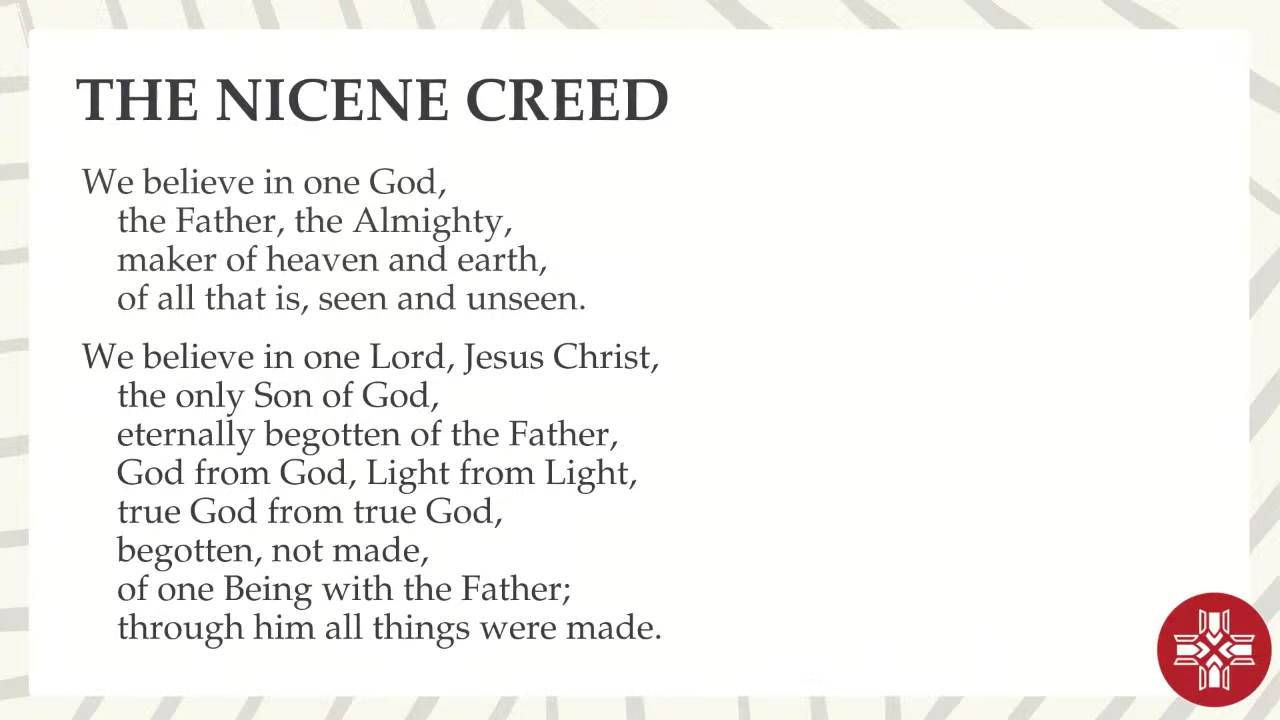 THE NICENE CREED
We believe in one God,
the Father, the Almighty,
maker of heaven and earth,
of all that is, seen and unseen.
We believe in one Lord, Jesus Christ,
the only Son of God,
eternally begotten of the Father,
God from God, Light from Light,
true God from true God,
begotten, not made,
of one Being with the Father;
through him all things were made.